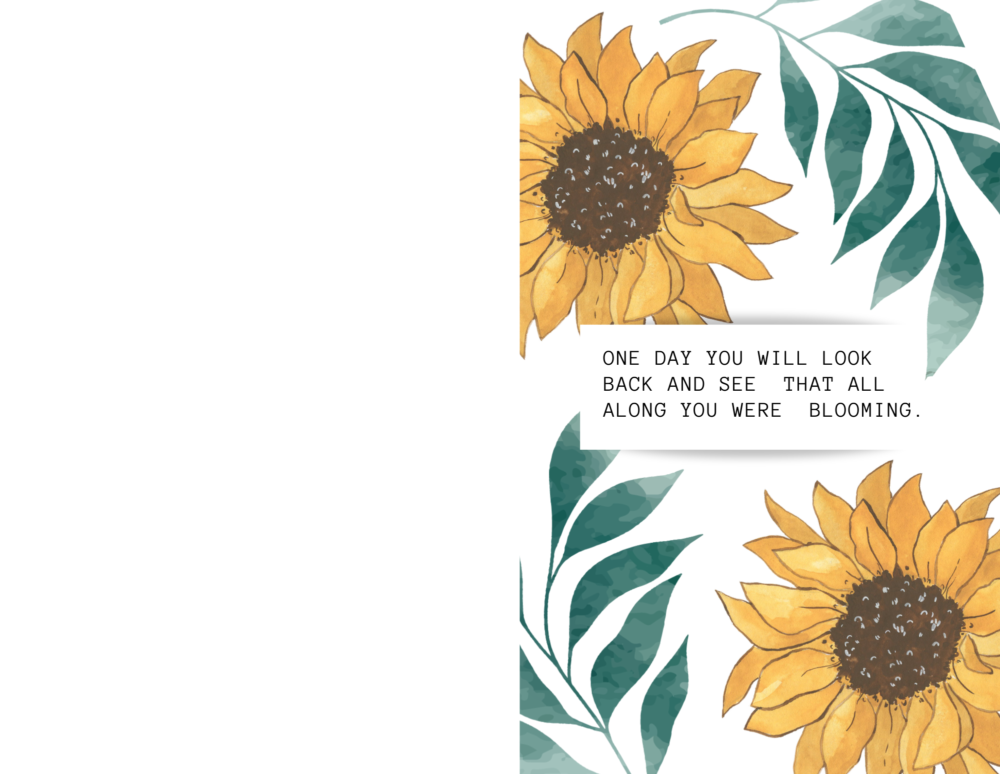 ONE DAY YOU WILL LOOK
BACK AND SEE  THAT ALL
ALONG YOU WERE  BLOOMING.